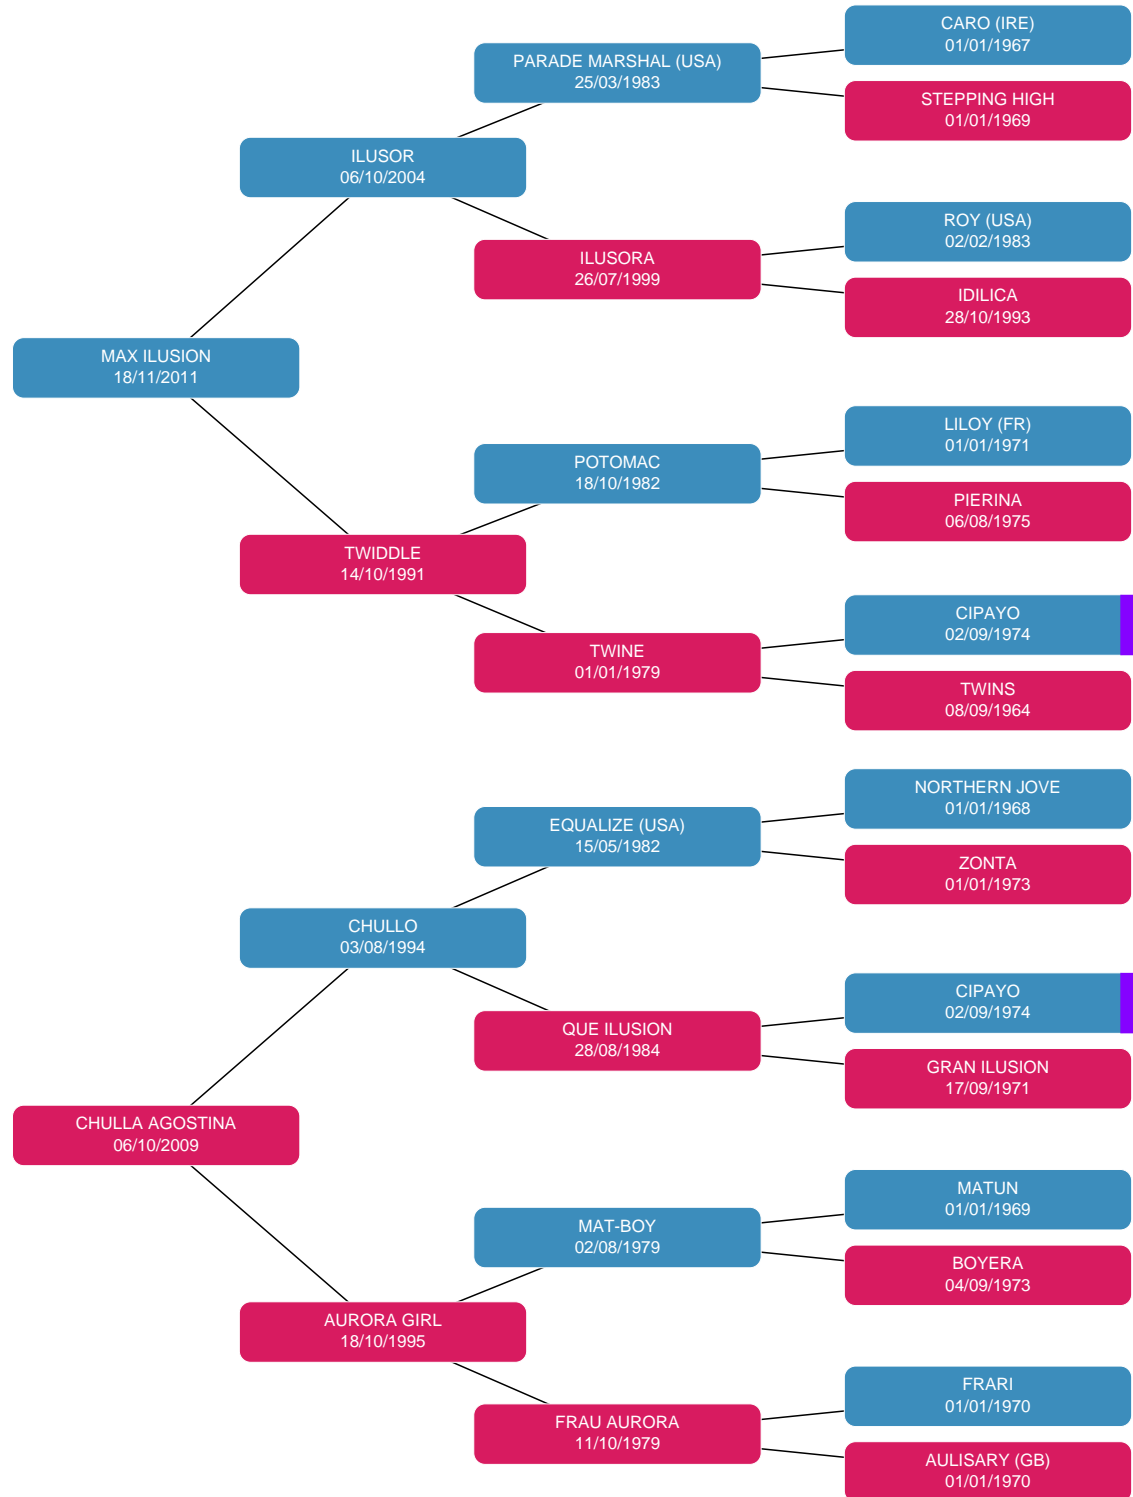 CARO (IRE)
01/01/1967
PARADE MARSHAL (USA)
25/03/1983
STEPPING HIGH
01/01/1969
ILUSOR
06/10/2004
ROY (USA)
02/02/1983
ILUSORA
26/07/1999
IDILICA
28/10/1993
MAX ILUSION
18/11/2011
LILOY (FR)
01/01/1971
POTOMAC
18/10/1982
PIERINA
06/08/1975
TWIDDLE
14/10/1991
CIPAYO
02/09/1974
TWINE
01/01/1979
TWINS
08/09/1964
NORTHERN JOVE
01/01/1968
EQUALIZE (USA)
15/05/1982
ZONTA
01/01/1973
CHULLO
03/08/1994
CIPAYO
02/09/1974
QUE ILUSION
28/08/1984
GRAN ILUSION
17/09/1971
CHULLA AGOSTINA
06/10/2009
MATUN
01/01/1969
MAT-BOY
02/08/1979
BOYERA
04/09/1973
AURORA GIRL
18/10/1995
FRARI
01/01/1970
FRAU AURORA
11/10/1979
AULISARY (GB)
01/01/1970